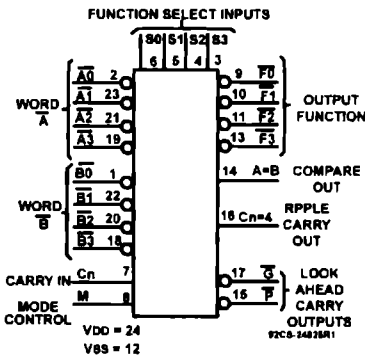 FUNCTION SELECT INPUTS
S0 S1 S2 S3
6 5 4 3
WORD A
A0 2
A1 23
A2 21
A3 19
WORD B
B0 1
B1 22
B2 20
B3 18
CARRY IN Cn 7
MODE CONTROL M 8
9 F0
10 F1
11 F2
13 F3
OUTPUT FUNCTION
14 A=B COMPARE OUT
16 Cn=4 RPPLE CARRY OUT
17 G
15 P
LOOK AHEAD CARRY OUTPUTS
VDD = 24
VSS = 12
92CS-24825R1